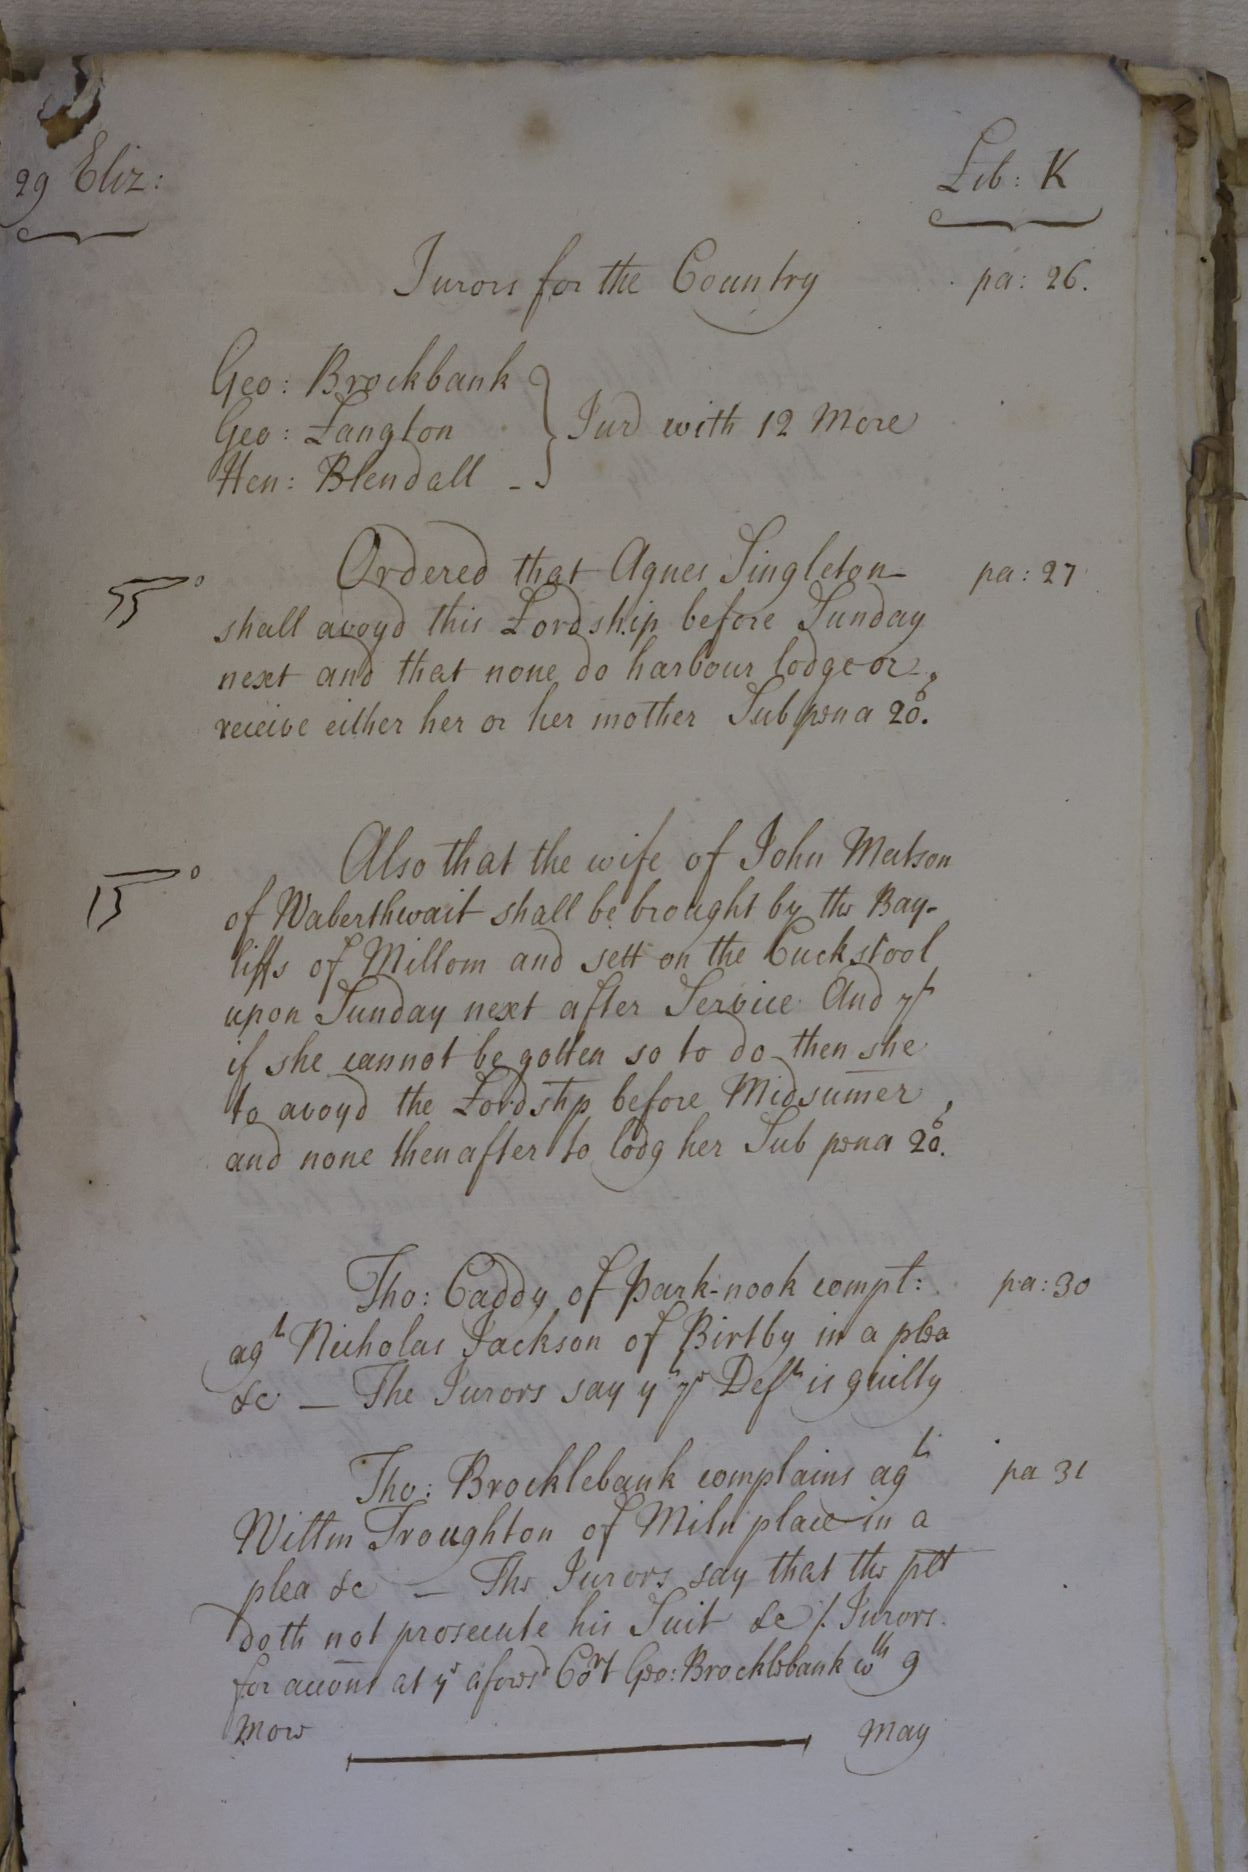 29 Eliz:
Lib: K
Jurors for the Country pa: 26.
Geo: Brockbank
Geo: Langton } Jurd with 12 More
Hen: Blendall -
Ordered that Agnes Singleton pa: 27
shall avoyd this Lordship before Sunday
next and that none do harbour lodge or
receive either her or her mother Sub pœna 20s.
Also that the wife of John Matson
of Waberthwait shall be brought by the Bay-
liffs of Millom and sett on the Cuckstool
upon Sunday next after Service And yt
if she cannot be gotten so to do then she
to avoyd the Lordshp before Midsumer
and none thenafter to lodg her Sub pœna 20s.
Tho: Caddy of Park-nook compt: pa: 30
agt Nicholas Jackson of Birtby in a plea
&c — The Jurors say yt ye Deft is guilty
Tho: Brocklebank complains agt pa 31
Willm Troughton of Miln place in a
plea &c — The Jurors say that the plt
doth not prosecute his Suit &c /. Jurors
for account at ye aforesd Cort Geo: Brocklebank wth 9
More May